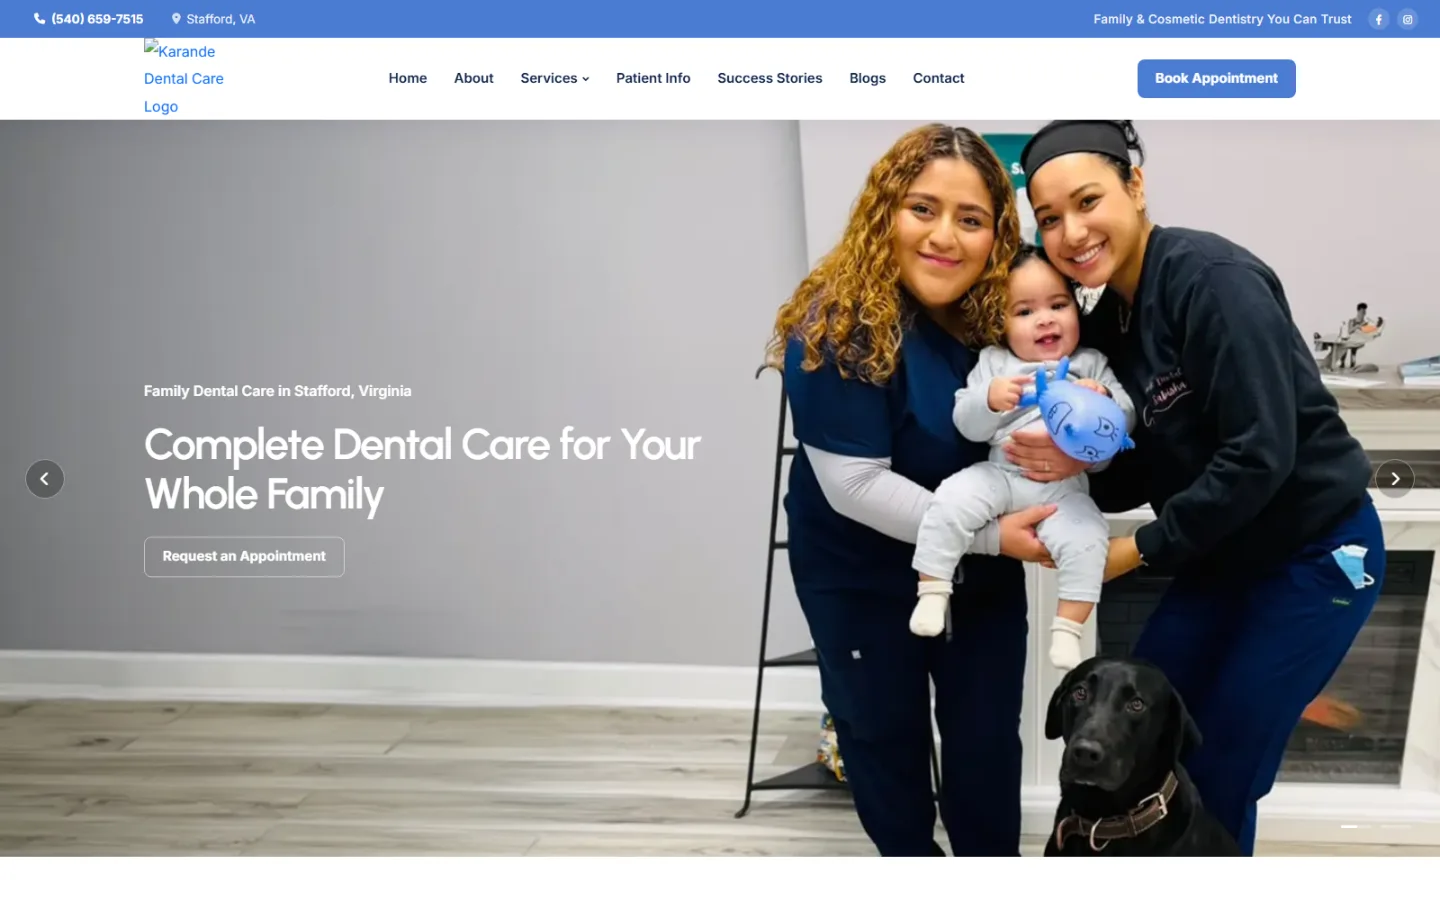 (540) 659-7515
Stafford, VA
Family & Cosmetic Dentistry You Can Trust
Karande
Dental Care
Logo
Home
About
Services
Patient Info
Success Stories
Blogs
Contact
Book Appointment
Family Dental Care in Stafford, Virginia
Complete Dental Care for Your
Whole Family
Request an Appointment